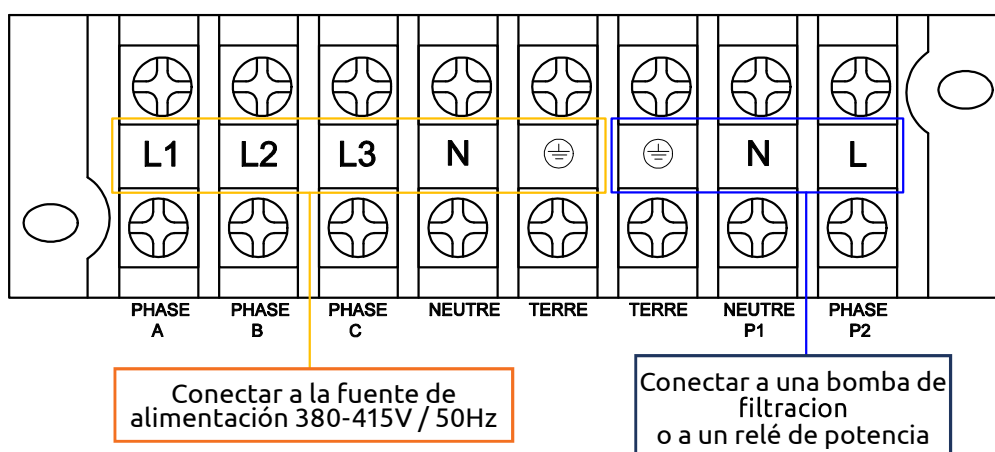 L1 L2 L3 N N L
PHASE A
PHASE B
PHASE C
NEUTRE
TERRE
TERRE
NEUTRE P1
PHASE P2
Conectar a la fuente de
alimentación 380-415V / 50Hz
Conectar a una bomba de
filtracion
o a un relé de potencia